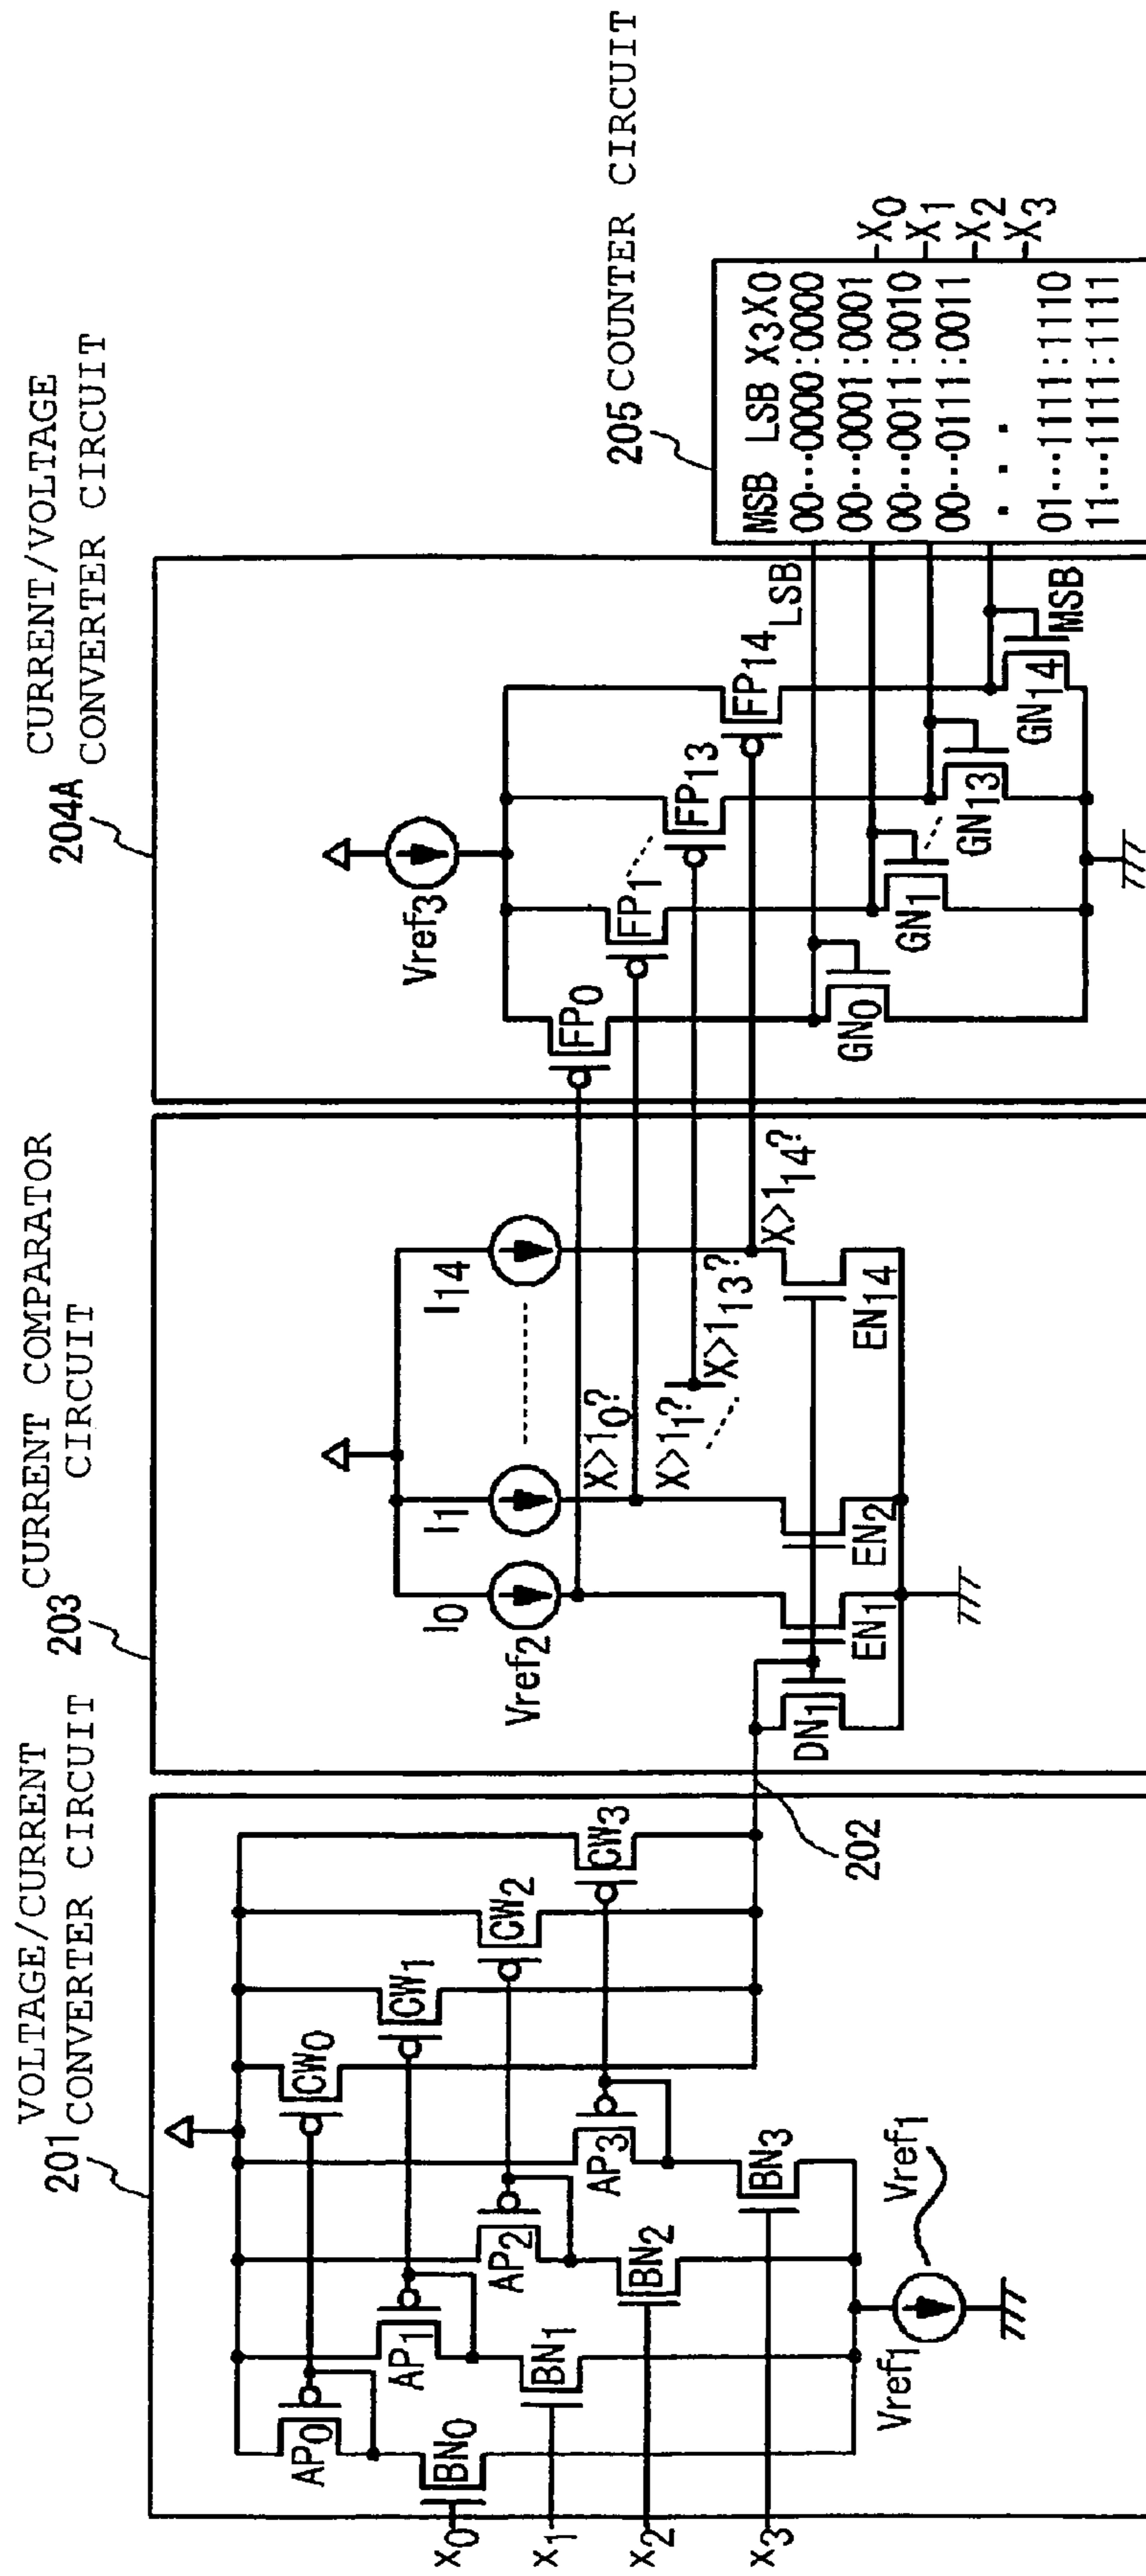 VOLTAGE/CURRENT
201 CONVERTER CIRCUIT
AP0
CW0
AP1
CW1
AP2
CW2
AP3
CW3
BN0
BN1
BN2
BN3
x0
x1
x2
x3
Vref1
Vref1
202
203 CURRENT COMPARATOR
CIRCUIT
I0
I1
I14
Vref2
X>10?
X>11?
X>113?
X>114?
DN1
EN1
EN2
EN14
CURRENT/VOLTAGE
204A CONVERTER CIRCUIT
Vref3
FP0
FP1
FP13
FP14
LSB
GN0
GN1
GN13
GN14
MSB
205 COUNTER CIRCUIT
MSB LSB X3X0
00···0000:0000
00···0001:0001
00···0011:0010
00···0111:0011
· · ·
01···1111:1110
11···1111:1111
X0
X1
X2
X3